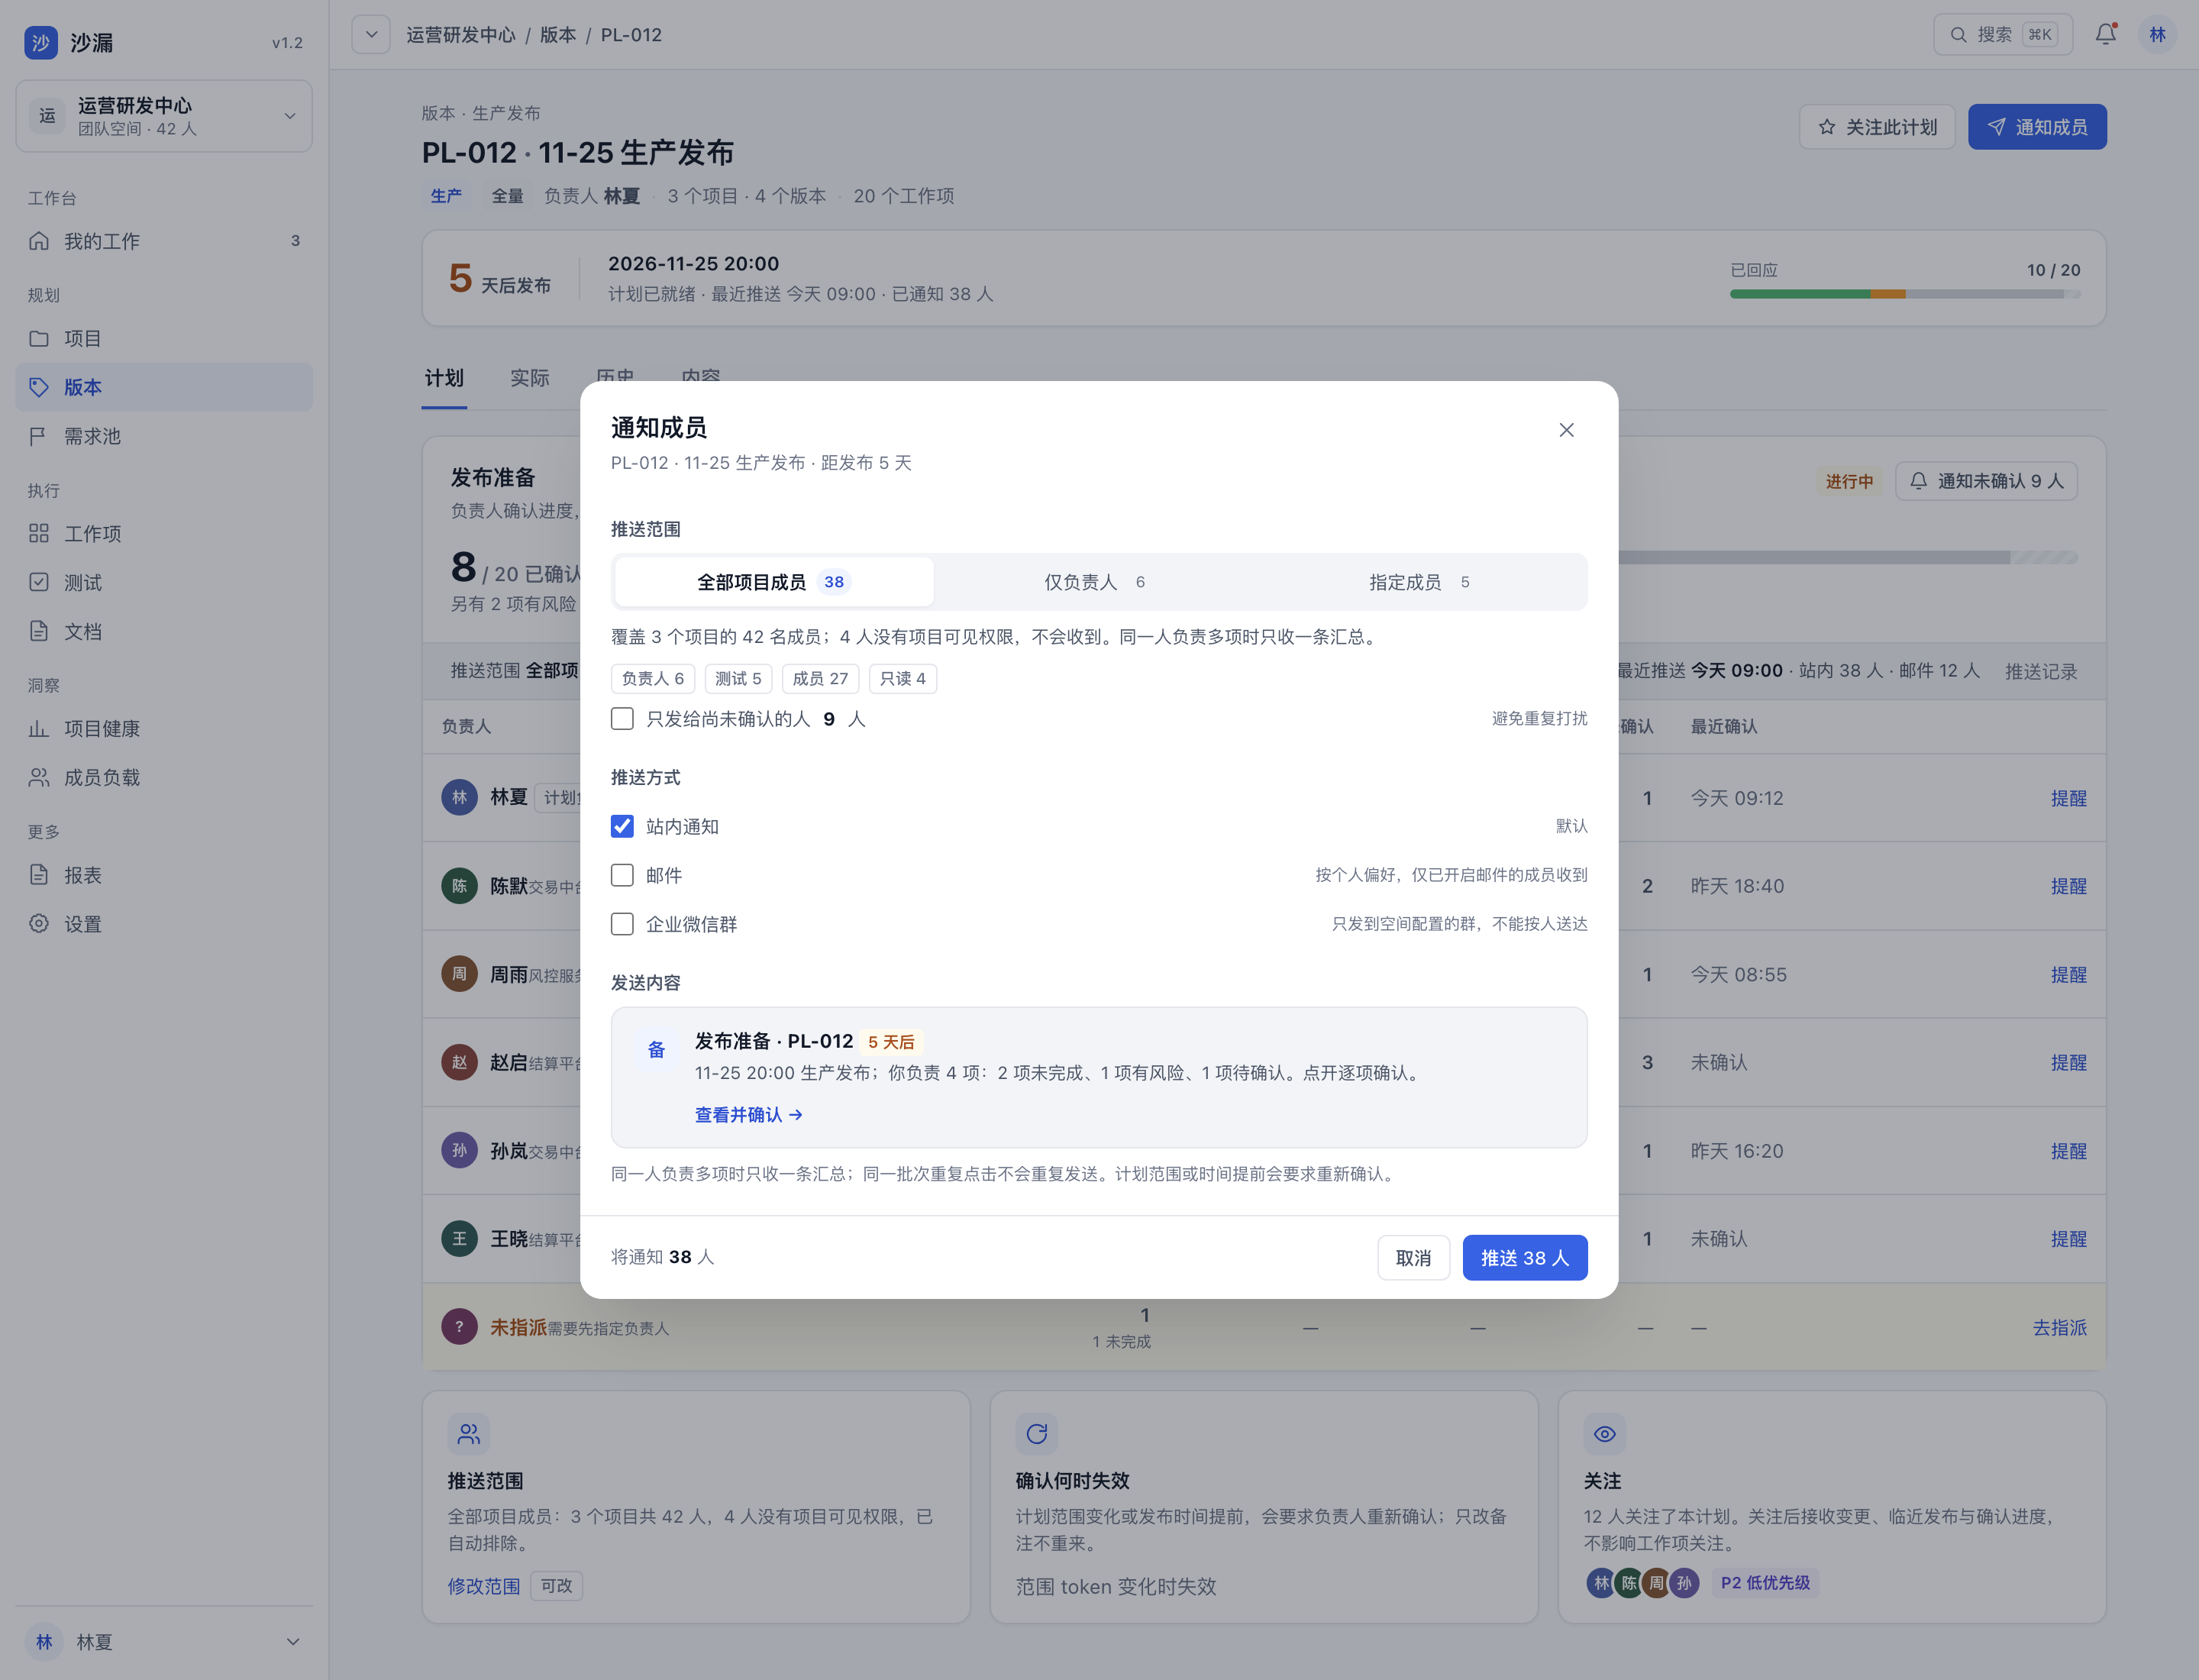 沙 沙漏 v1.2
运 运营研发中心
团队空间 · 42 人
工作台
我的工作 3
规划
项目
版本
需求池
执行
工作项
测试
文档
洞察
项目健康
成员负载
更多
报表
设置
林 林夏
运营研发中心 / 版本 / PL-012
搜索 ⌘K 林
版本 · 生产发布
PL-012 · 11-25 生产发布
关注此计划 通知成员
生产 全量 负责人 林夏 · 3 个项目 · 4 个版本 · 20 个工作项
5 天后发布
2026-11-25 20:00
计划已就绪 · 最近推送 今天 09:00 · 已通知 38 人
已回应 10 / 20
计划 实际 历史 内容
发布准备
负责人确认进度,
进行中 通知未确认 9 人
8 / 20 已确认
另有 2 项有风险
推送范围 全部项
最近推送 今天 09:00 · 站内 38 人 · 邮件 12 人 推送记录
负责人 确认 最近确认
林 林夏 1 今天 09:12 提醒
陈 陈默 交易中 2 昨天 18:40 提醒
周 周雨 风控服 1 今天 08:55 提醒
赵 赵启 结算平 3 未确认 提醒
孙 孙岚 交易中 1 昨天 16:20 提醒
王 王晓 结算平 1 未确认 提醒
? 未指派 需要先指定负责人 1 — — — — 去指派
1 未完成
通知成员
PL-012 · 11-25 生产发布 · 距发布 5 天
推送范围
全部项目成员 38 仅负责人 6 指定成员 5
覆盖 3 个项目的 42 名成员；4 人没有项目可见权限，不会收到。同一人负责多项时只收一条汇总。
负责人 6 测试 5 成员 27 只读 4
只发给尚未确认的人 9 人 避免重复打扰
推送方式
站内通知 默认
邮件 按个人偏好，仅已开启邮件的成员收到
企业微信群 只发到空间配置的群，不能按人送达
发送内容
备 发布准备 · PL-012 5 天后
11-25 20:00 生产发布；你负责 4 项：2 项未完成、1 项有风险、1 项待确认。点开逐项确认。
查看并确认 →
同一人负责多项时只收一条汇总；同一批次重复点击不会重复发送。计划范围或时间提前会要求重新确认。
将通知 38 人 取消 推送 38 人
推送范围
全部项目成员：3 个项目共 42 人，4 人没有项目可见权限，已
自动排除。
修改范围 可改
确认何时失效
计划范围变化或发布时间提前，会要求负责人重新确认；只改备
注不重来。
范围 token 变化时失效
关注
12 人关注了本计划。关注后接收变更、临近发布与确认进度，
不影响工作项关注。
林 陈 周 孙 P2 低优先级